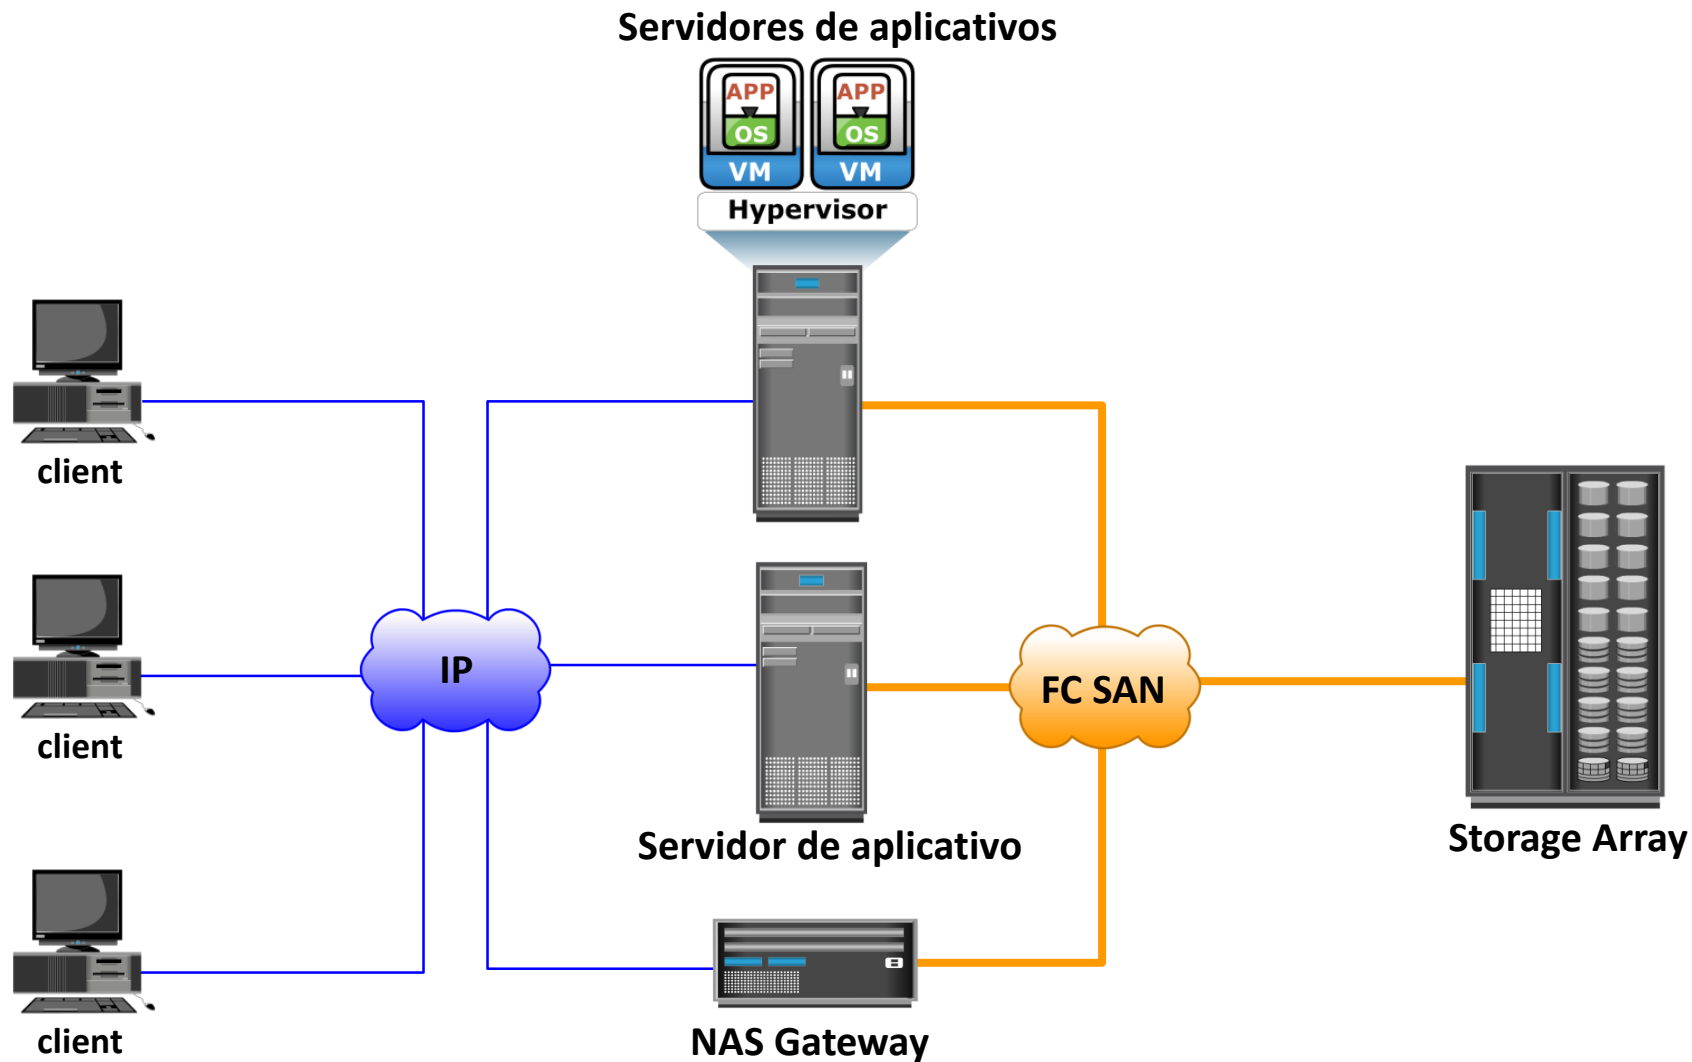 Servidores de aplicativos
APP
APP
OS
OS
VM
VM
Hypervisor
client
IP
FC SAN
client
Servidor de aplicativo
Storage Array
client
NAS Gateway